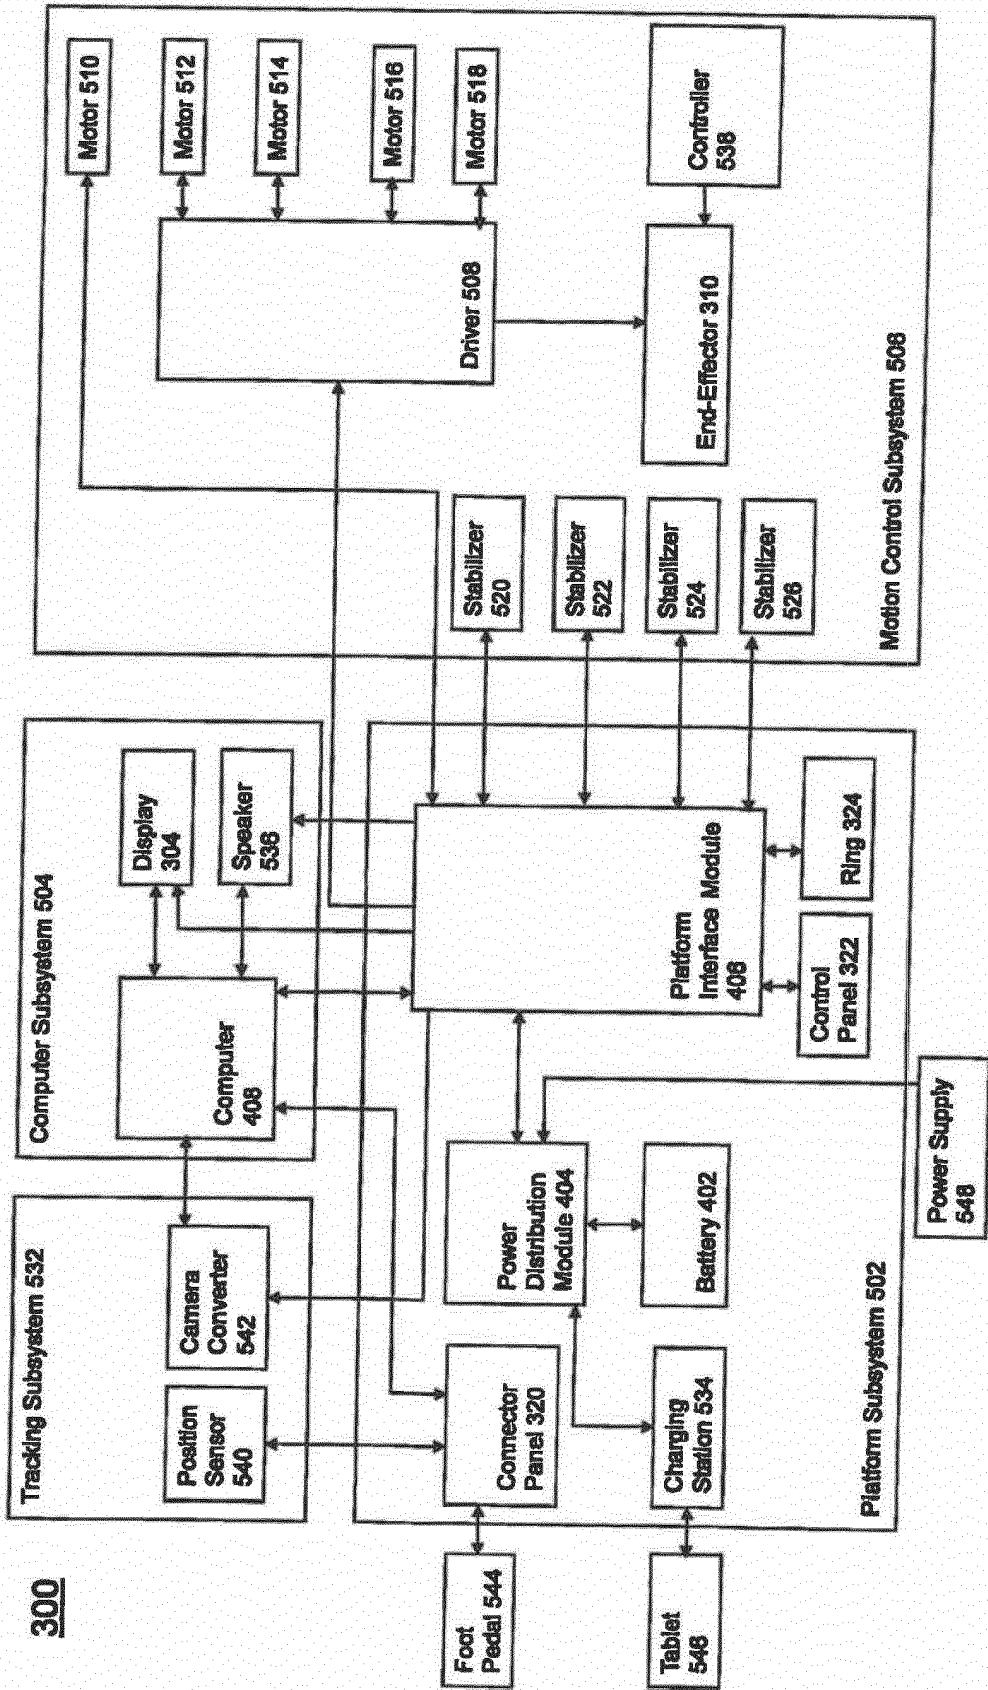 300
Tracking Subsystem 532
Position
Sensor
540
Camera
Converter
542
Computer Subsystem 504
Computer
408
Display
304
Speaker
536
Foot
Pedal 544
Tablet
546
Connector
Panel 320
Charging
Station 534
Power
Distribution
Module 404
Battery 402
Power Supply
548
Platform
Interface Module
406
Control
Panel 322
Ring 324
Platform Subsystem 502
Motor 510
Motor 512
Motor 514
Motor 516
Motor 518
Driver 508
End-Effector 310
Controller
538
Stabilizer
520
Stabilizer
522
Stabilizer
524
Stabilizer
526
Motion Control Subsystem 508